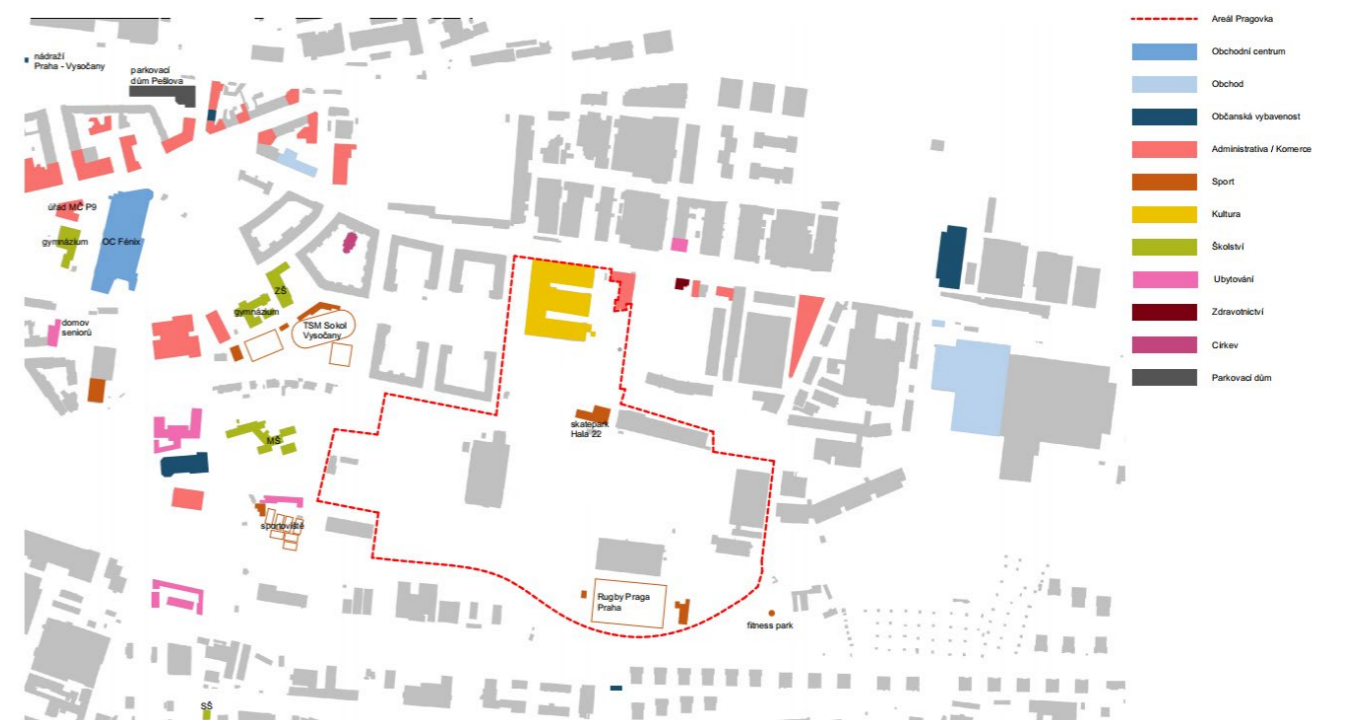 nádraží
Praha - Vysočany
parkovací
dům Pešlova
úřad MČ P9
gymnázium
OC Fénix
ZŠ
gymnázium
TSM Sokol
Vysočany
domov
seniorů
MŠ
sportoviště
skatepark
Hala 22
Rugby Praga
Praha
fitness park
SŠ
Areál Pragovka
Obchodní centrum
Obchod
Občanská vybavenost
Administrativa / Komerce
Sport
Kultura
Školství
Ubytování
Zdravotnictví
Církev
Parkovací dům